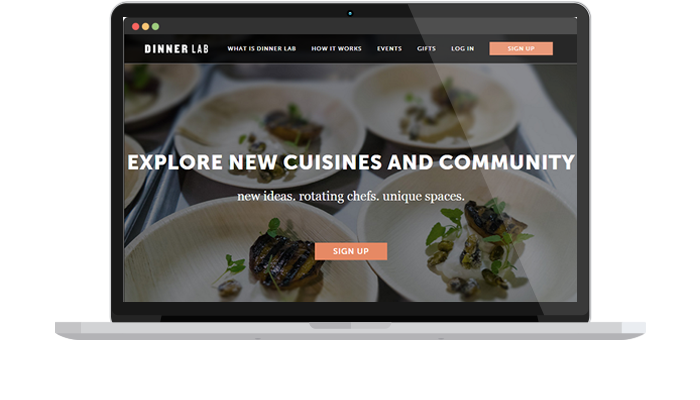 DINNER LAB WHAT IS DINNER LAB HOW IT WORKS EVENTS GIFTS LOG IN SIGN UP
EXPLORE NEW CUISINES AND COMMUNITY
new ideas. rotating chefs. unique spaces.
SIGN UP